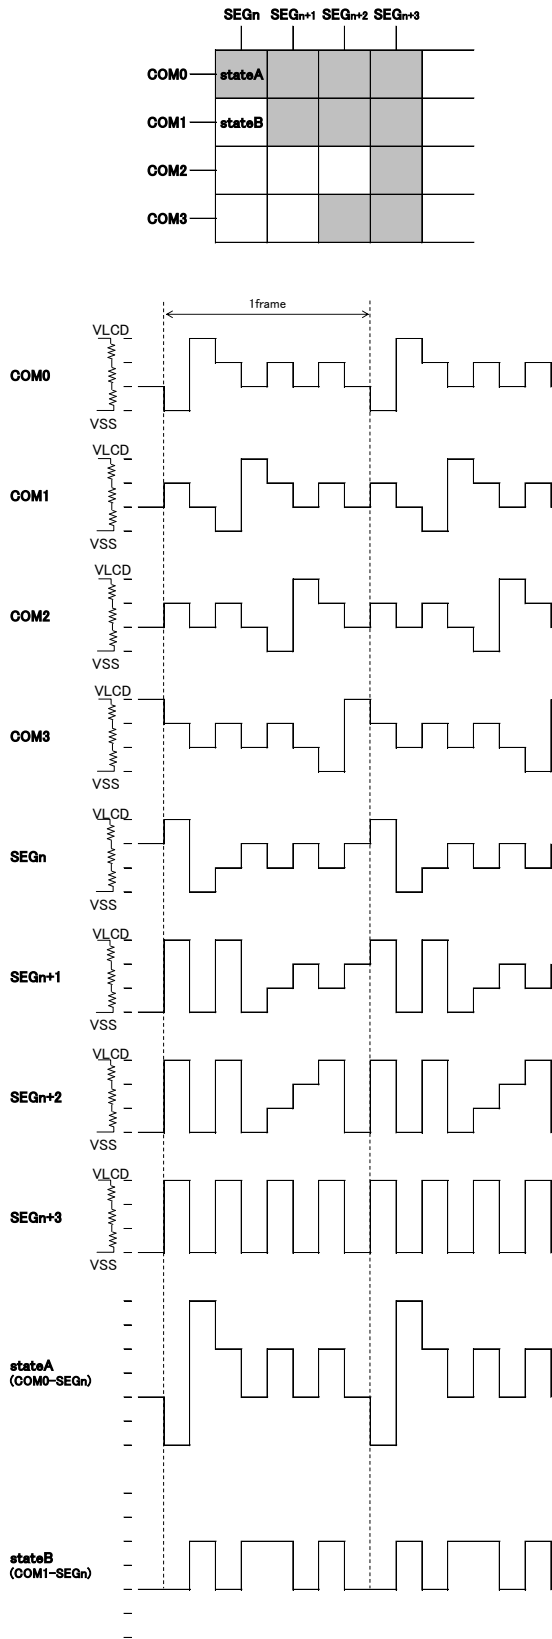 SEGn SEGn+1 SEGn+2 SEGn+3
COM0 stateA
COM1 stateB
COM2
COM3
1frame
VLCD
COM0
VSS
VLCD
COM1
VSS
VLCD
COM2
VSS
VLCD
COM3
VSS
VLCD
SEGn
VSS
VLCD
SEGn+1
VSS
VLCD
SEGn+2
VSS
VLCD
SEGn+3
VSS
stateA
(COM0-SEGn)
stateB
(COM1-SEGn)